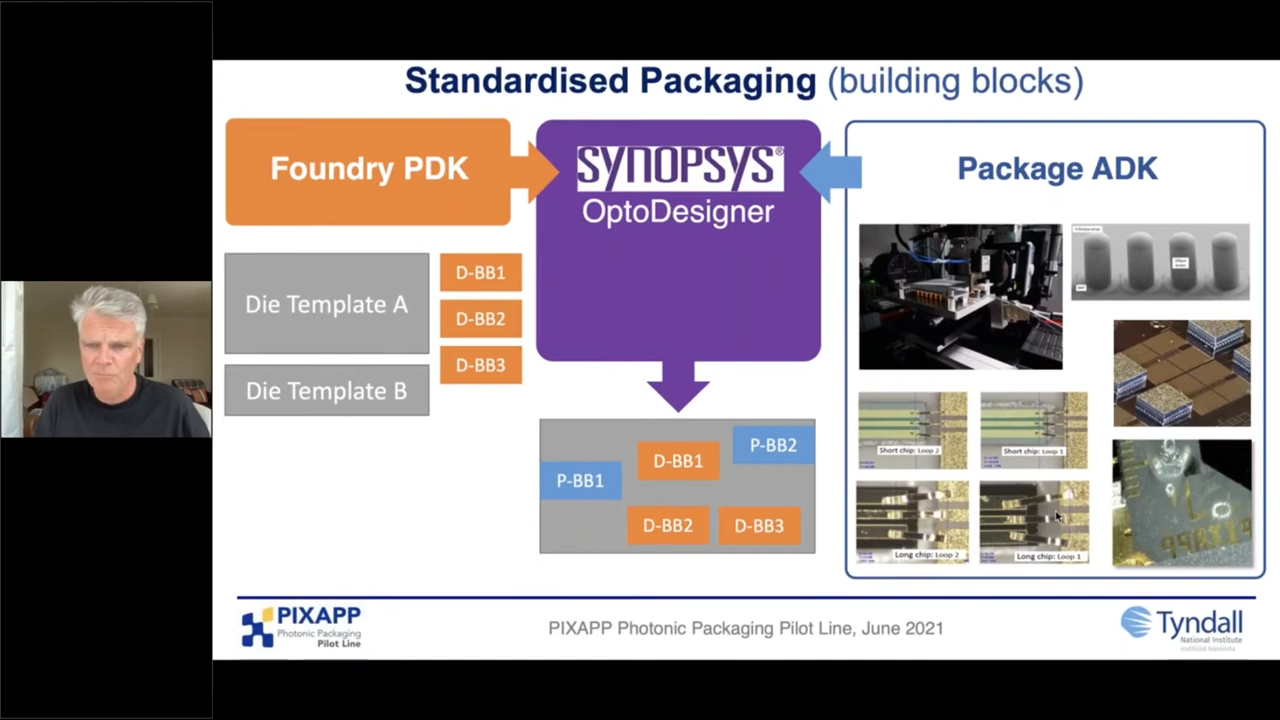 Standardised Packaging (building blocks)
Foundry PDK
SYNOPSYS®
OptoDesigner
Package ADK
Die Template A
Die Template B
D-BB1
D-BB2
D-BB3
P-BB1
D-BB1
P-BB2
D-BB2
D-BB3
Short chip: Loop 2
Short chip: Loop 1
Long chip: Loop 2
Long chip: Loop 1
PIXAPP
Photonic Packaging
Pilot Line
PIXAPP Photonic Packaging Pilot Line, June 2021
Tyndall
National Institute